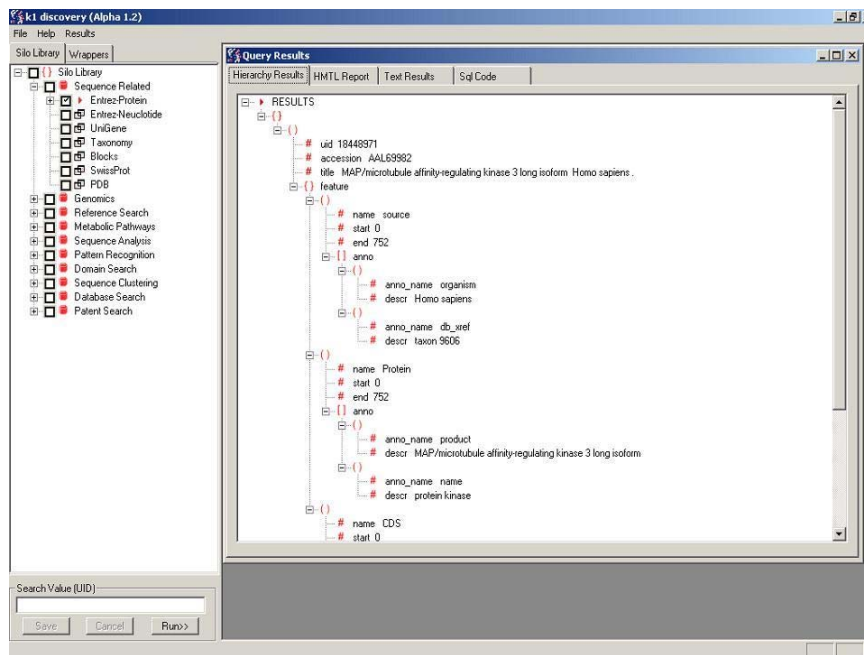 k1 discovery (Alpha 1.2)
File Help Results
Silo Library Wrappers
{} Silo Library
Sequence Related
Entrez-Protein
Entrez-Neuclotide
UniGene
Taxonomy
Blocks
SwissProt
PDB
Genomics
Reference Search
Metabolic Pathways
Sequence Analysis
Pattern Recognition
Domain Search
Sequence Clustering
Database Search
Patent Search
Search Value (UID)
Save Cancel Run>>
Query Results
Hierarchy Results HMTL Report Text Results Sql Code
RESULTS
{}
()
# uid 18448971
# accession AAL69982
# title MAP/microtubule affinity-regulating kinase 3 long isoform Homo sapiens .
{} feature
()
# name source
# start 0
# end 752
[] anno
()
# anno_name organism
# descr Homo sapiens
()
# anno_name db_xref
# descr taxon 9606
()
# name Protein
# start 0
# end 752
[] anno
()
# anno_name product
# descr MAP/microtubule affinity-regulating kinase 3 long isoform
()
# anno_name name
# descr protein kinase
()
# name CDS
# start 0